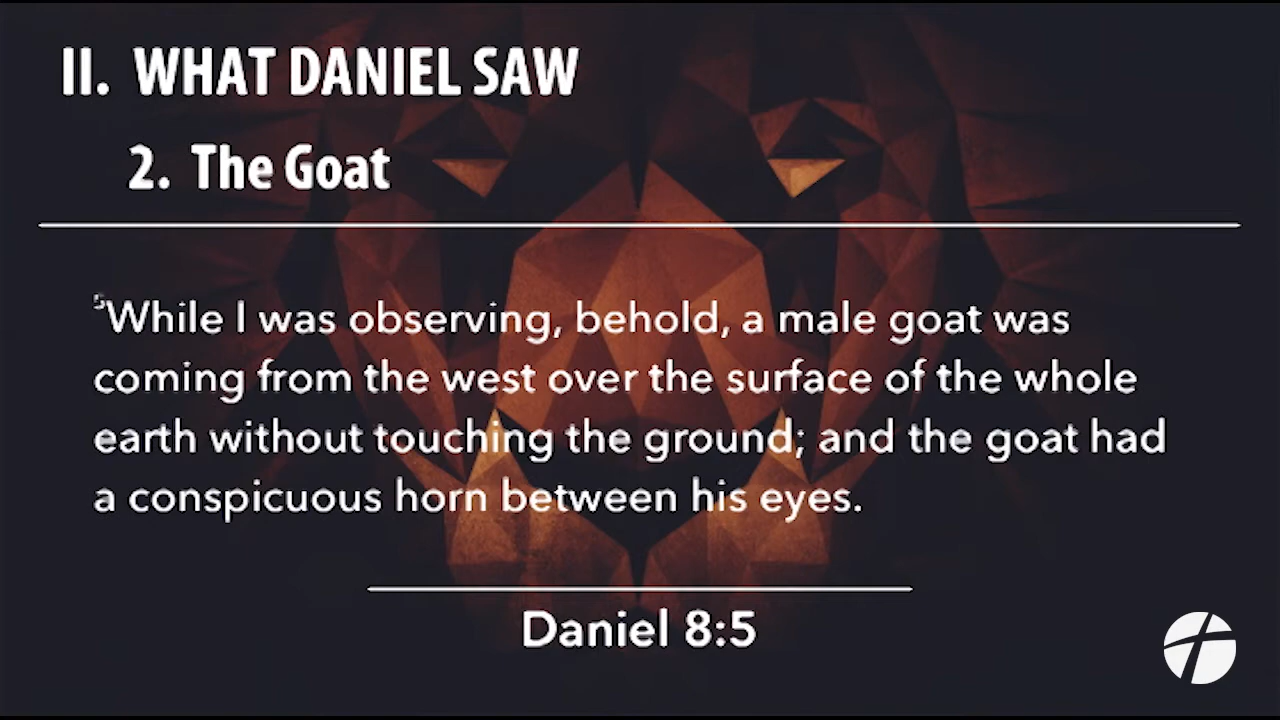 II. WHAT DANIEL SAW
2. The Goat
⁵While I was observing, behold, a male goat was
coming from the west over the surface of the whole
earth without touching the ground; and the goat had
a conspicuous horn between his eyes.
Daniel 8:5